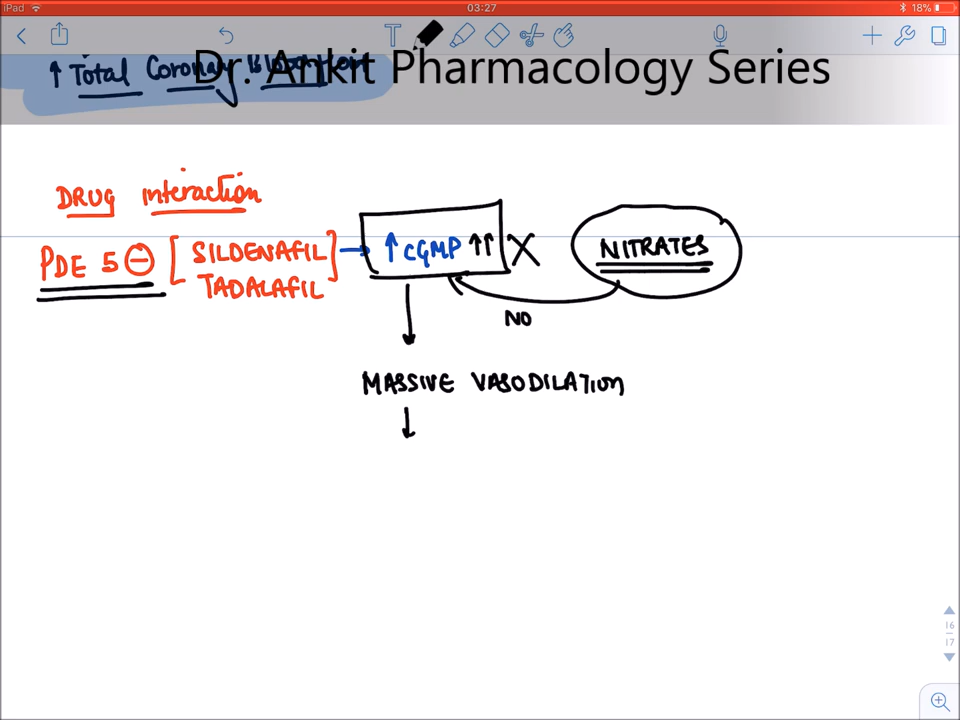 iPad 03:27 18%
Dr. Ankit Pharmacology Series
↑ Total Coronary
DRUG interaction
PDE 5 ⊖ [ SILDENAFIL → ↑ cGMP ↑↑ X NITRATES
TADALAFIL ]
NO
MASSIVE VASODILATION
16
17